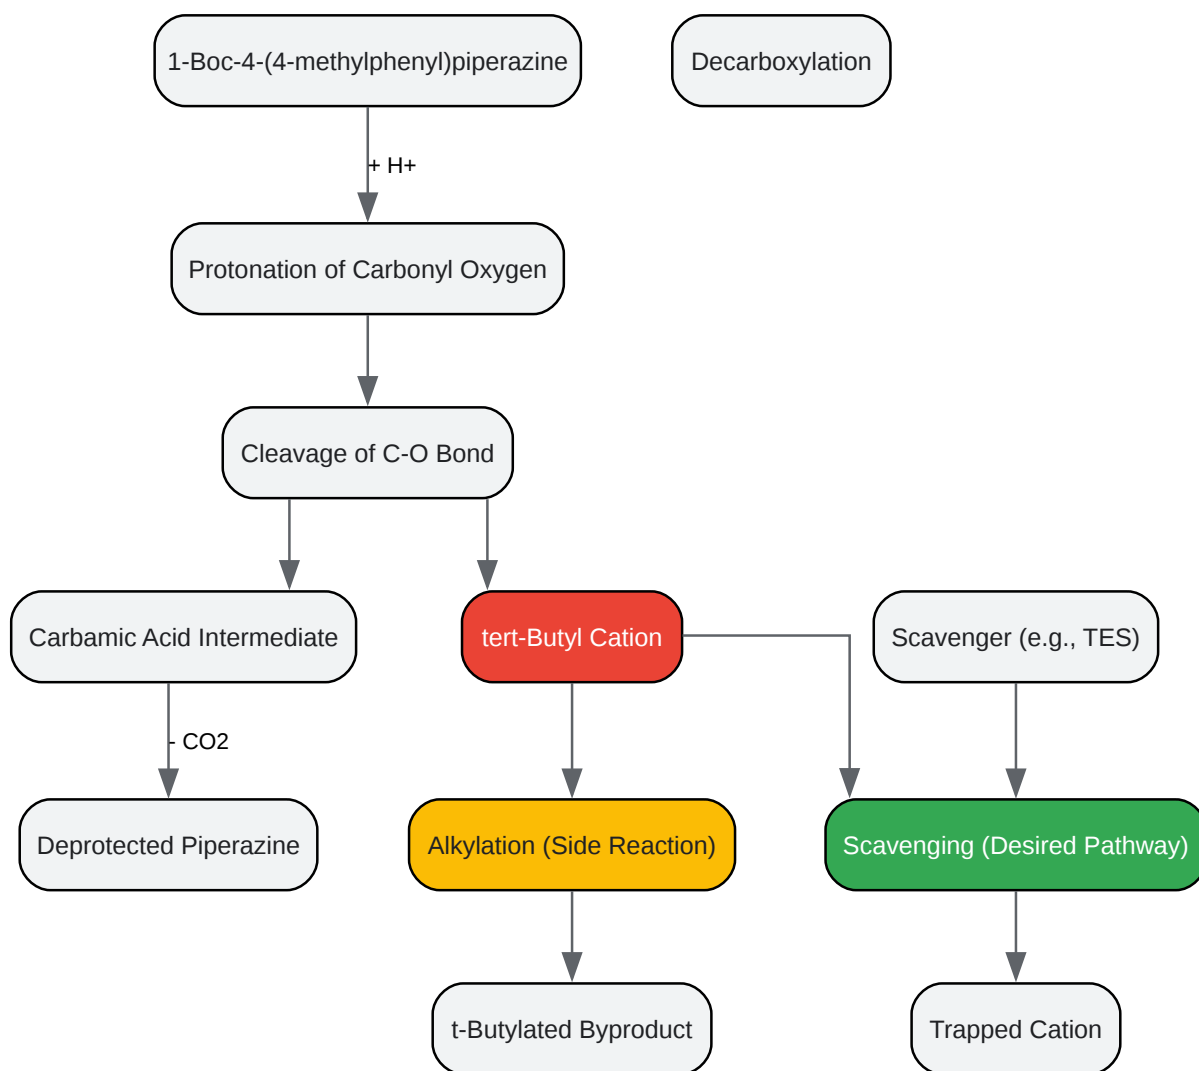 1-Boc-4-(4-methylphenyl)piperazine
Decarboxylation
+ H+
Protonation of Carbonyl Oxygen
Cleavage of C-O Bond
Carbamic Acid Intermediate
tert-Butyl Cation
Scavenger (e.g., TES)
- CO2
Deprotected Piperazine
Alkylation (Side Reaction)
Scavenging (Desired Pathway)
t-Butylated Byproduct
Trapped Cation